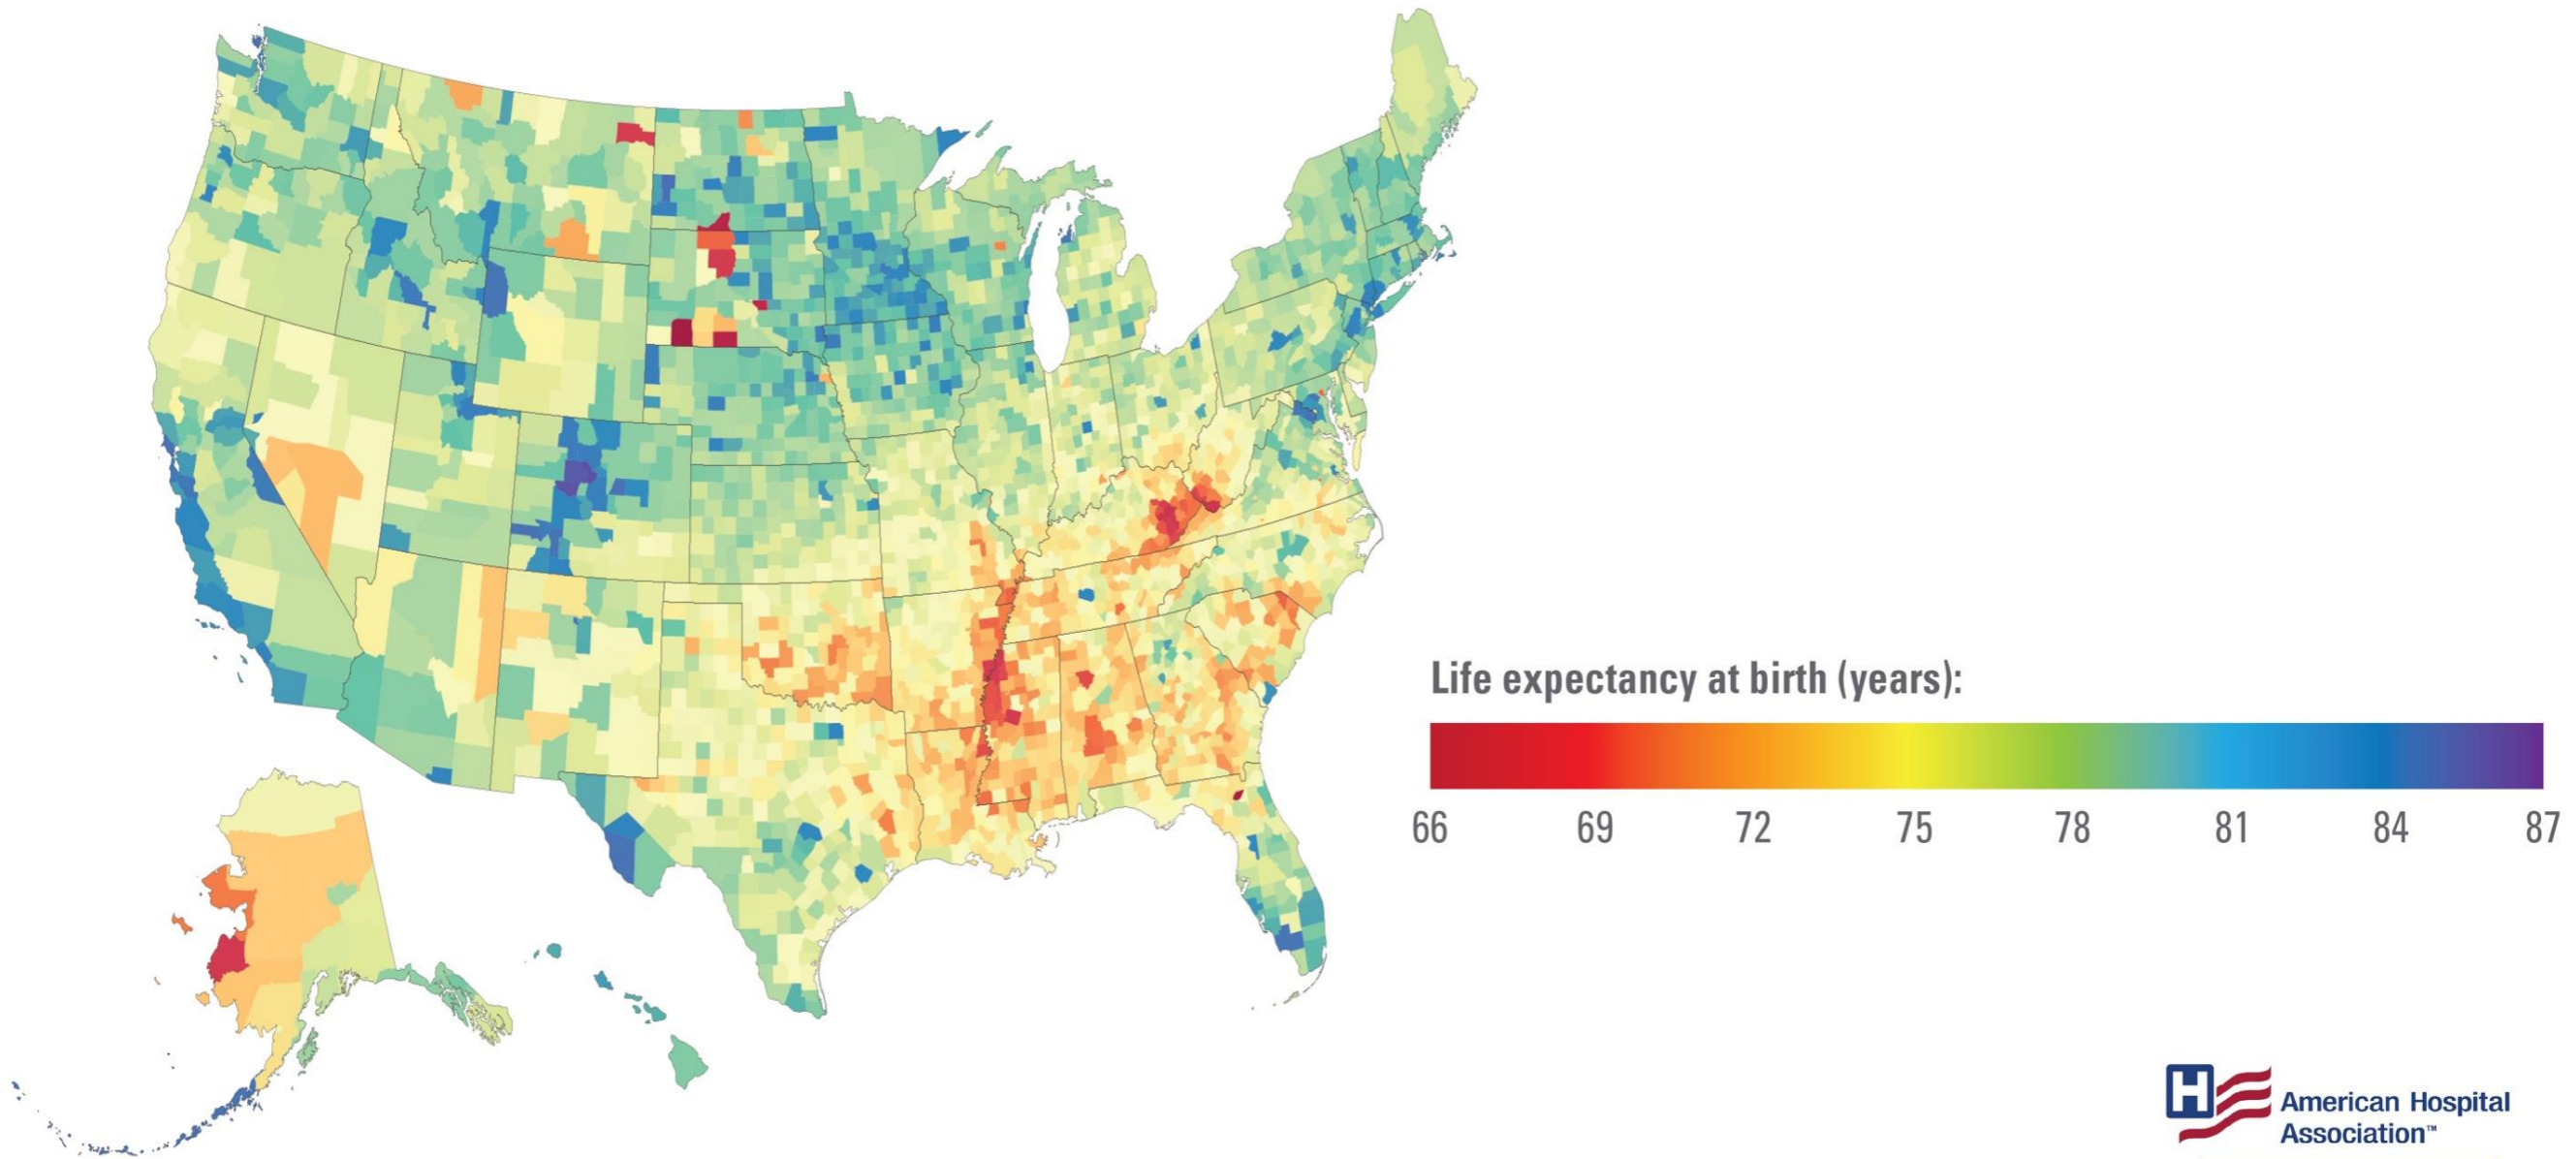 Life expectancy at birth (years):
66 69 72 75 78 81 84 87
American Hospital
Association™